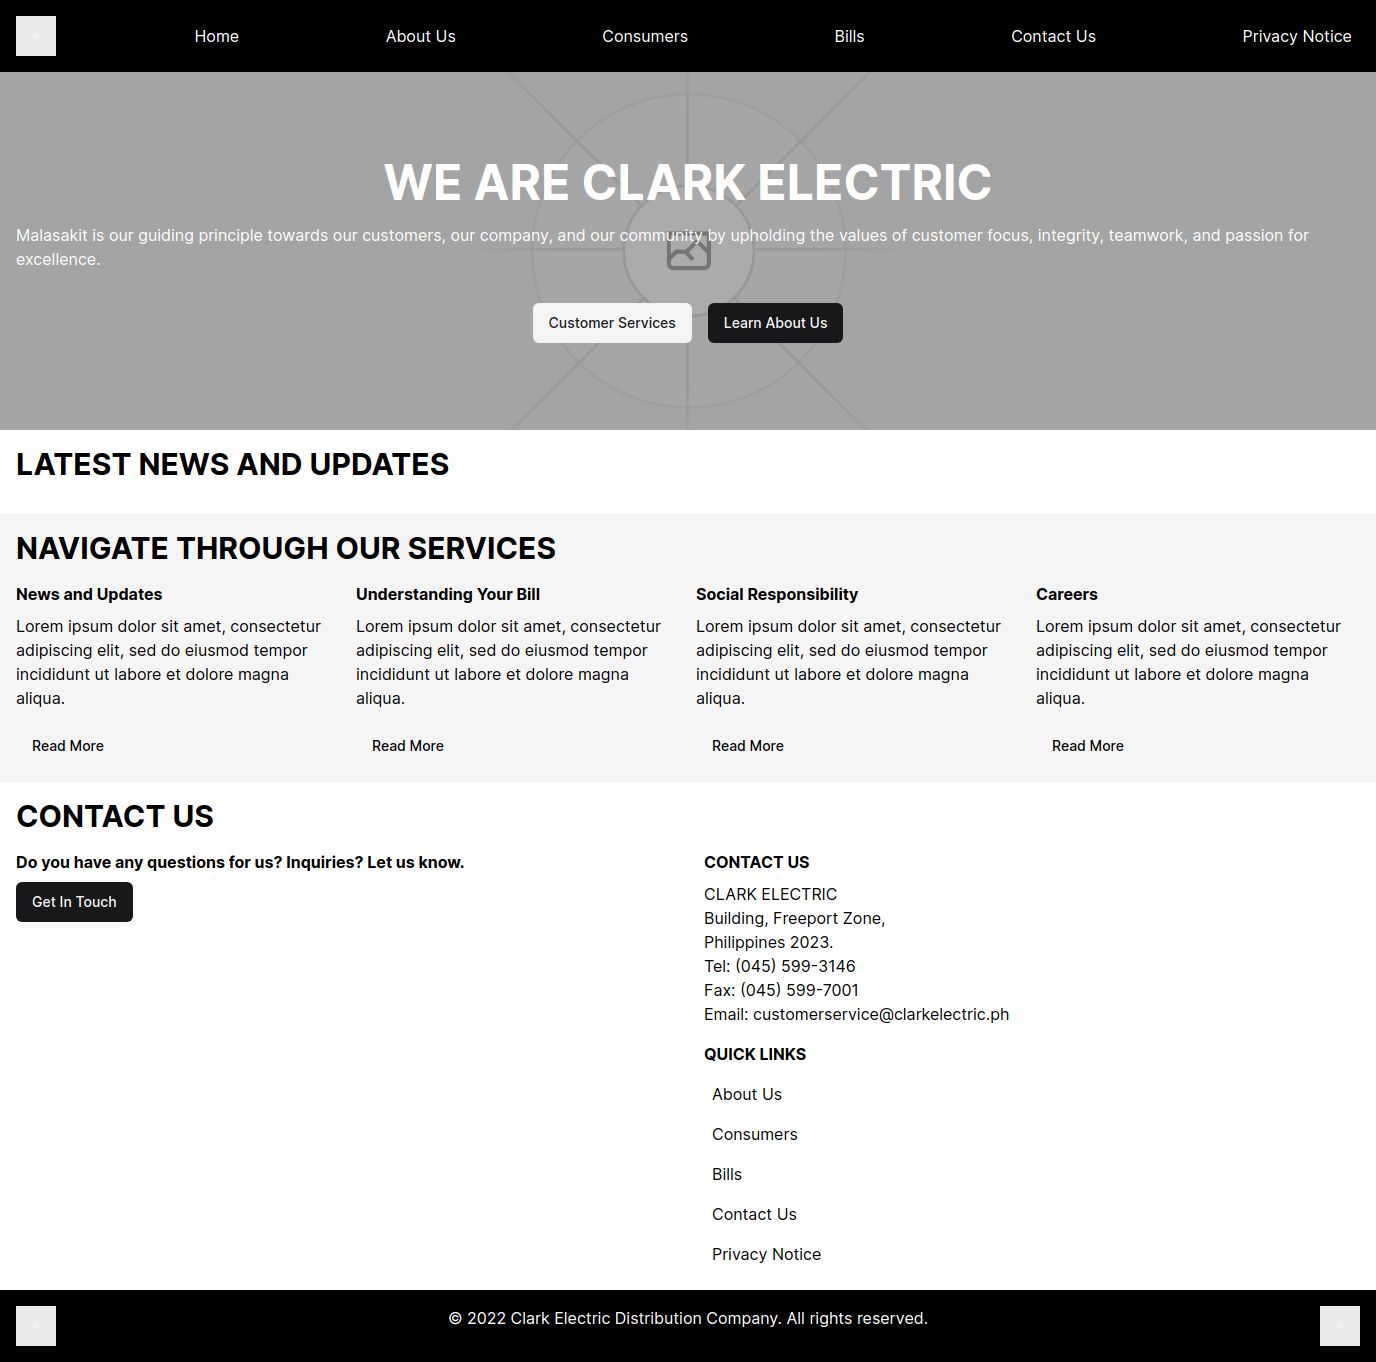 Home
About Us
Consumers
Bills
Contact Us
Privacy Notice
WE ARE CLARK ELECTRIC
Malasakit is our guiding principle towards our customers, our company, and our community by upholding the values of customer focus, integrity, teamwork, and passion for
excellence.
Customer Services
Learn About Us
LATEST NEWS AND UPDATES
NAVIGATE THROUGH OUR SERVICES
News and Updates
Lorem ipsum dolor sit amet, consectetur
adipiscing elit, sed do eiusmod tempor
incididunt ut labore et dolore magna
aliqua.
Read More
Understanding Your Bill
Lorem ipsum dolor sit amet, consectetur
adipiscing elit, sed do eiusmod tempor
incididunt ut labore et dolore magna
aliqua.
Read More
Social Responsibility
Lorem ipsum dolor sit amet, consectetur
adipiscing elit, sed do eiusmod tempor
incididunt ut labore et dolore magna
aliqua.
Read More
Careers
Lorem ipsum dolor sit amet, consectetur
adipiscing elit, sed do eiusmod tempor
incididunt ut labore et dolore magna
aliqua.
Read More
CONTACT US
Do you have any questions for us? Inquiries? Let us know.
Get In Touch
CONTACT US
CLARK ELECTRIC
Building, Freeport Zone,
Philippines 2023.
Tel: (045) 599-3146
Fax: (045) 599-7001
Email: customerservice@clarkelectric.ph
QUICK LINKS
About Us
Consumers
Bills
Contact Us
Privacy Notice
© 2022 Clark Electric Distribution Company. All rights reserved.